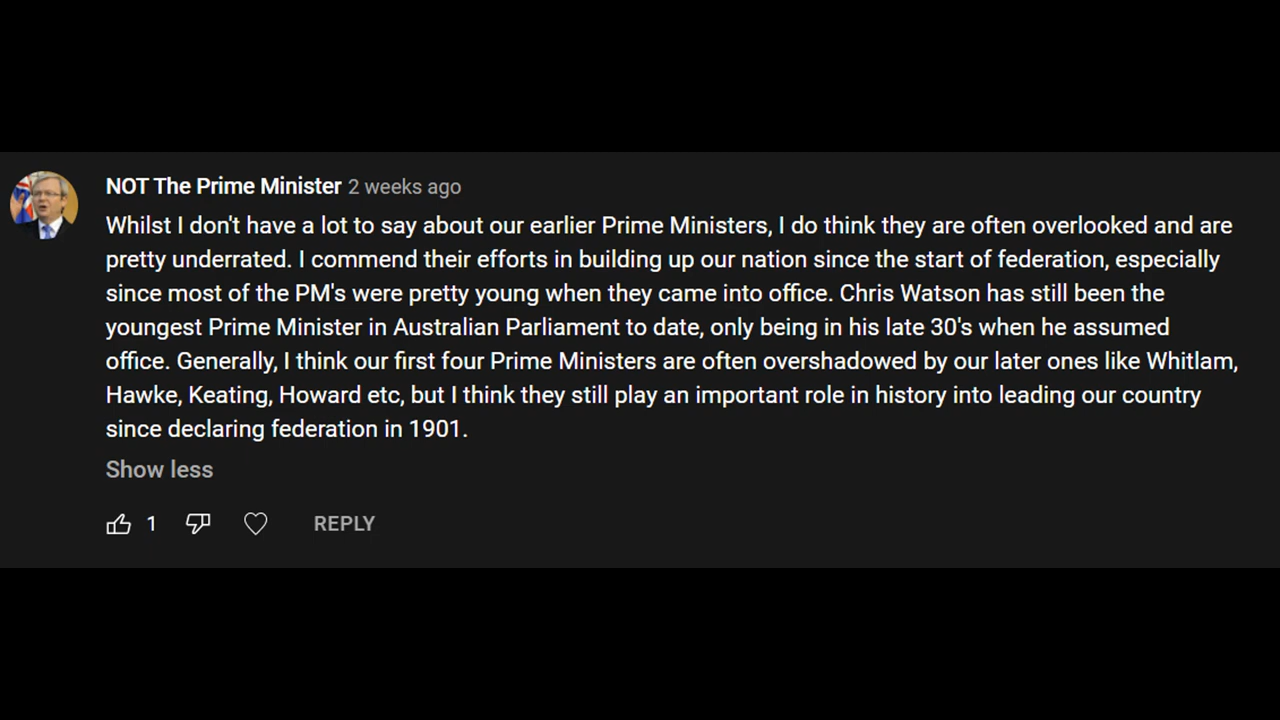 NOT The Prime Minister 2 weeks ago
Whilst I don't have a lot to say about our earlier Prime Ministers, I do think they are often overlooked and are
pretty underrated. I commend their efforts in building up our nation since the start of federation, especially
since most of the PM's were pretty young when they came into office. Chris Watson has still been the
youngest Prime Minister in Australian Parliament to date, only being in his late 30's when he assumed
office. Generally, I think our first four Prime Ministers are often overshadowed by our later ones like Whitlam,
Hawke, Keating, Howard etc, but I think they still play an important role in history into leading our country
since declaring federation in 1901.
Show less
1 REPLY